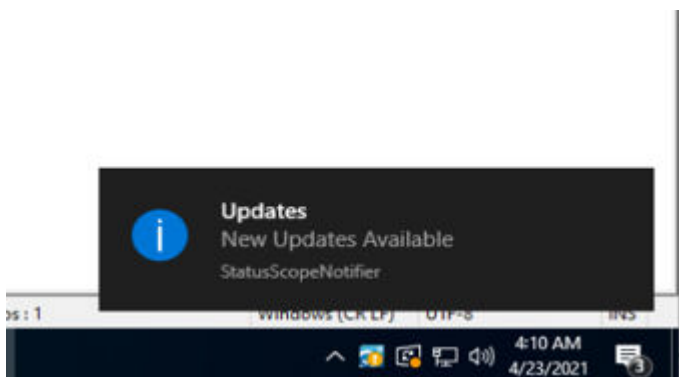 Updates
New Updates Available
StatusScopeNotifier
os : 1 Windows (CR LF) UTF-8 INS
4:10 AM
4/23/2021
3